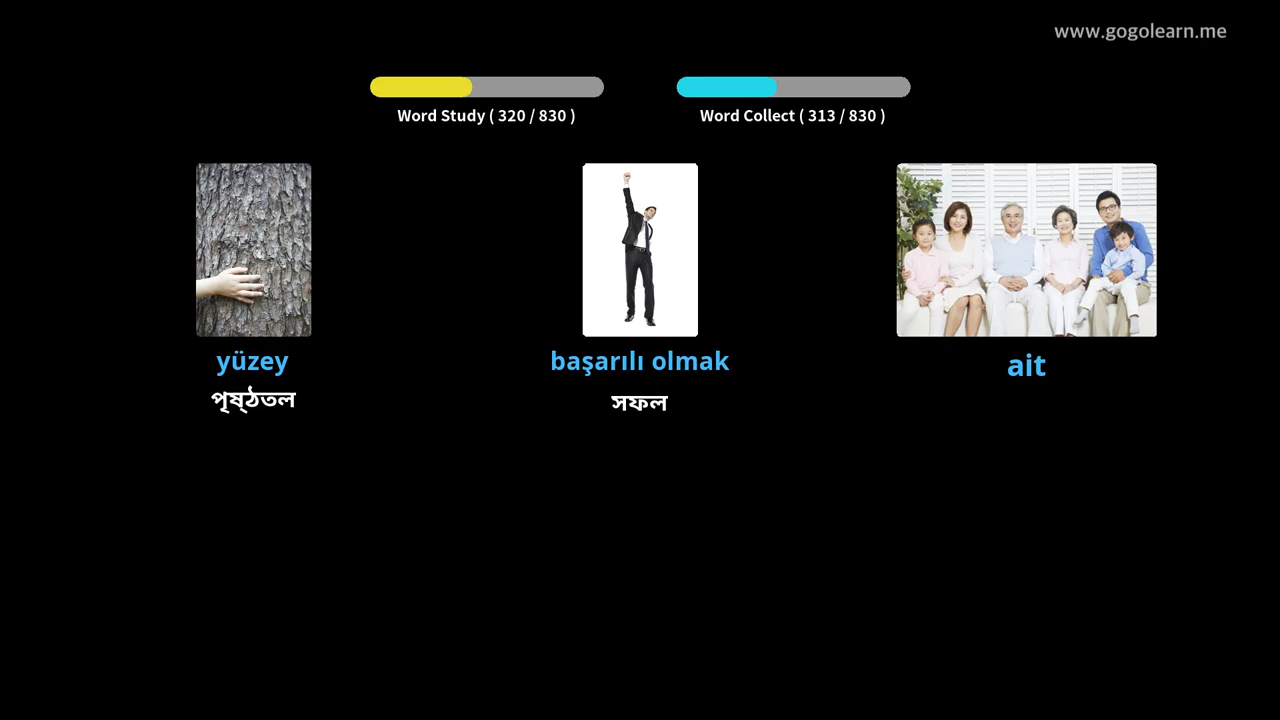 www.gogolearn.me
Word Study ( 320 / 830 )
Word Collect ( 313 / 830 )
yüzey
başarılı olmak
ait
পৃষ্ঠতল
সফল